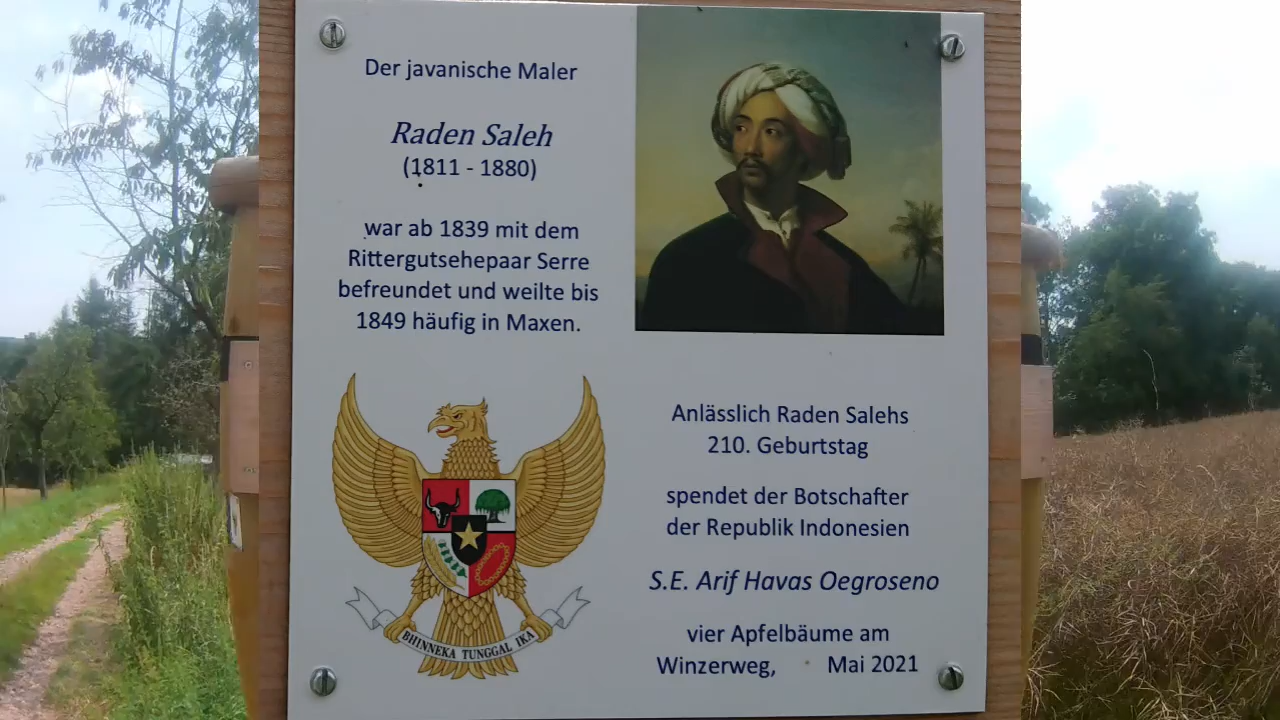 Der javanische Maler
Raden Saleh
(1811 - 1880)
war ab 1839 mit dem
Rittergutsehepaar Serre
befreundet und weilte bis
1849 häufig in Maxen.
BHINNEKA TUNGGAL IKA
Anlässlich Raden Salehs
210. Geburtstag
spendet der Botschafter
der Republik Indonesien
S.E. Arif Havas Oegroseno
vier Apfelbäume am
Winzerweg, Mai 2021